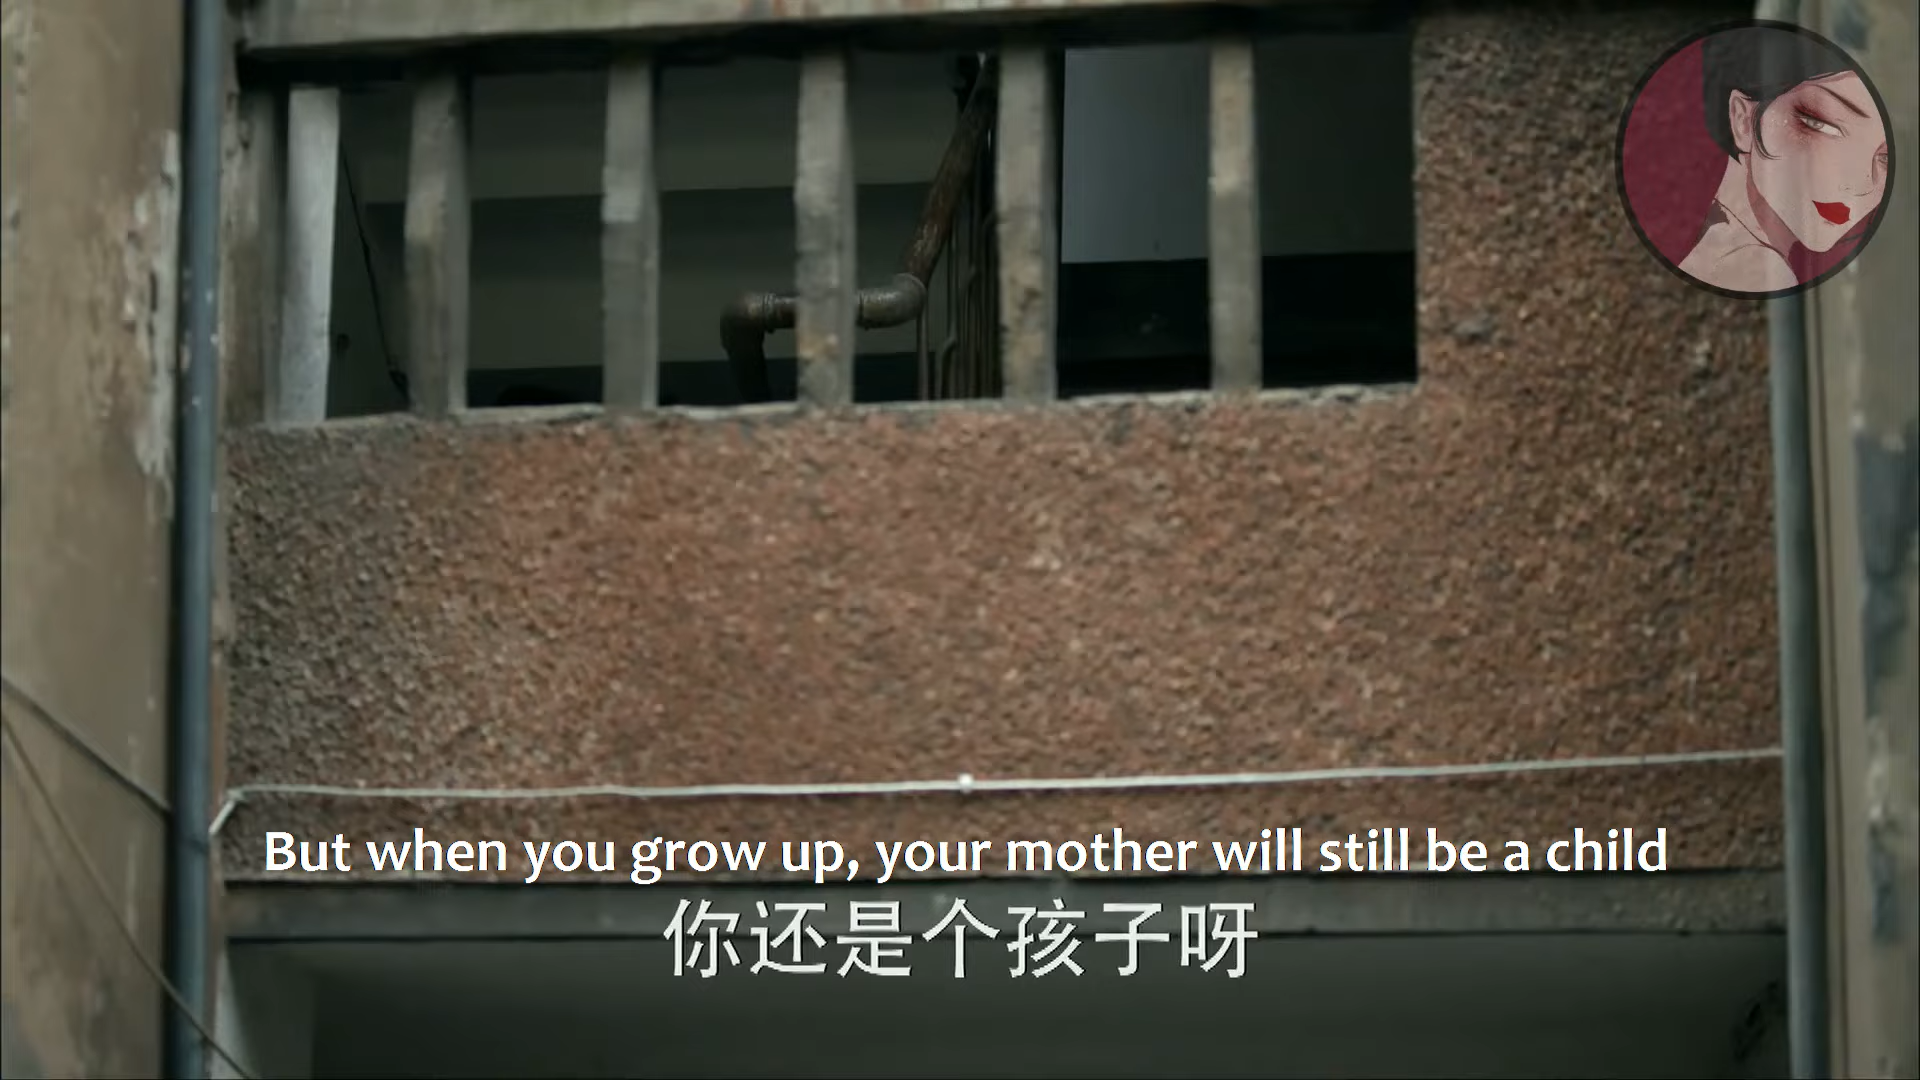 But when you grow up, your mother will still be a child
你还是个孩子呀